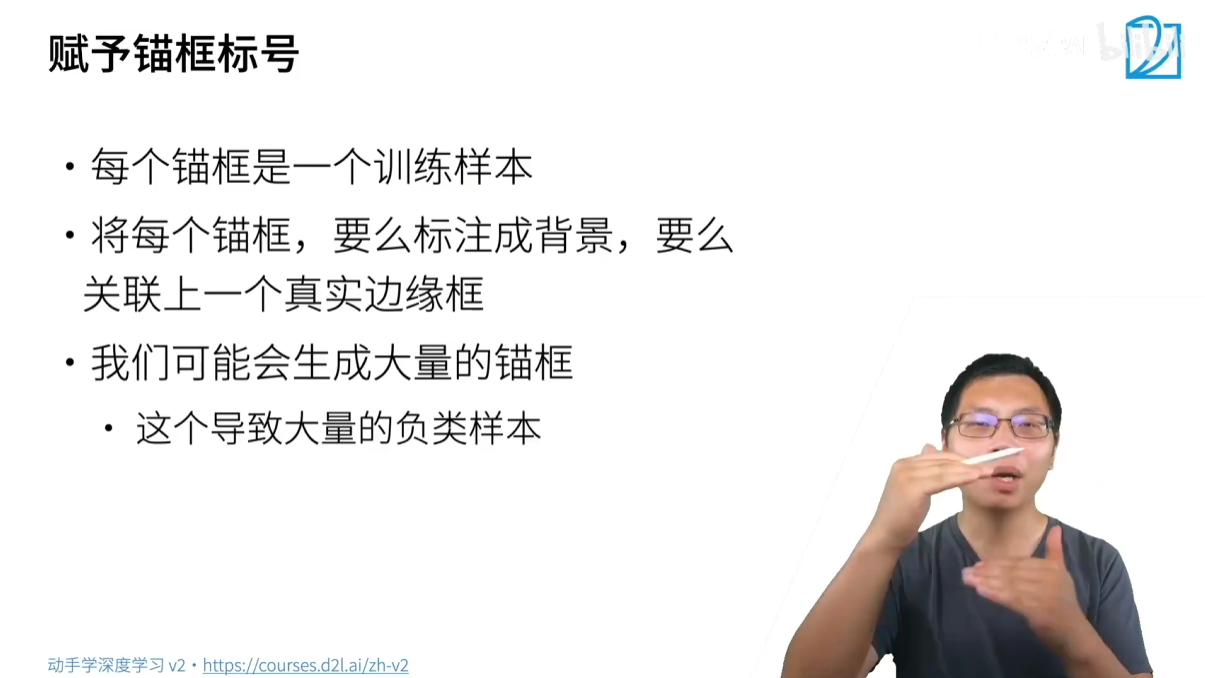 赋予锚框标号
• 每个锚框是一个训练样本
• 将每个锚框，要么标注成背景，要么
关联上一个真实边缘框
• 我们可能会生成大量的锚框
• 这个导致大量的负类样本
动手学深度学习 v2 • https://courses.d2l.ai/zh-v2